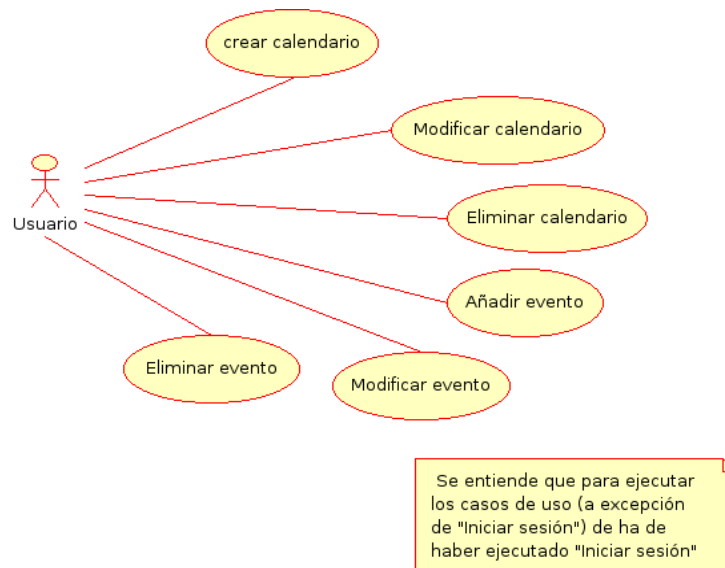 crear calendario
Modificar calendario
Usuario
Eliminar calendario
Añadir evento
Eliminar evento
Modificar evento
Se entiende que para ejecutar
los casos de uso (a excepción
de "Iniciar sesión") de ha de
haber ejecutado "Iniciar sesión"